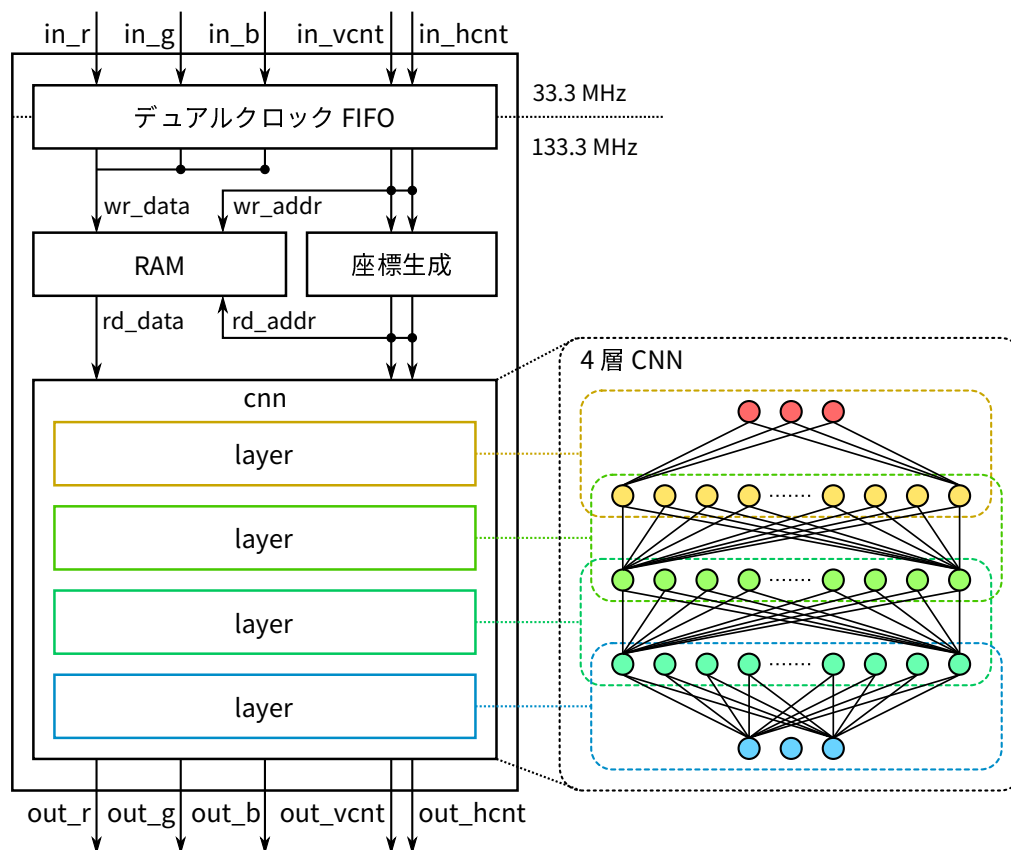 in_r
in_g
in_b
in_vcnt
in_hcnt
デュアルクロック FIFO
33.3 MHz
133.3 MHz
wr_data
wr_addr
RAM
座標生成
rd_data
rd_addr
cnn
layer
layer
layer
layer
4 層 CNN
out_r
out_g
out_b
out_vcnt
out_hcnt